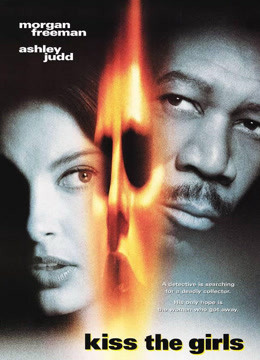 morgan
freeman
ashley
judd
A detective is searching
for a deadly collector.
His only hope is
the woman who got away.
kiss the girls